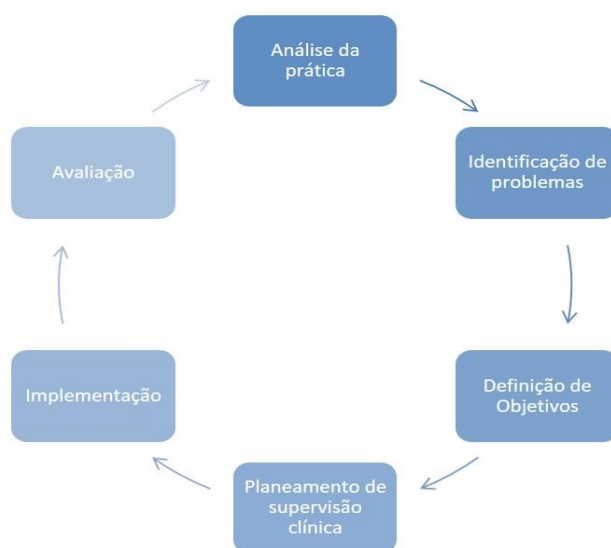 Análise da
prática
Identificação de
problemas
Definição de
Objetivos
Planeamento de
supervisão
clínica
Implementação
Avaliação